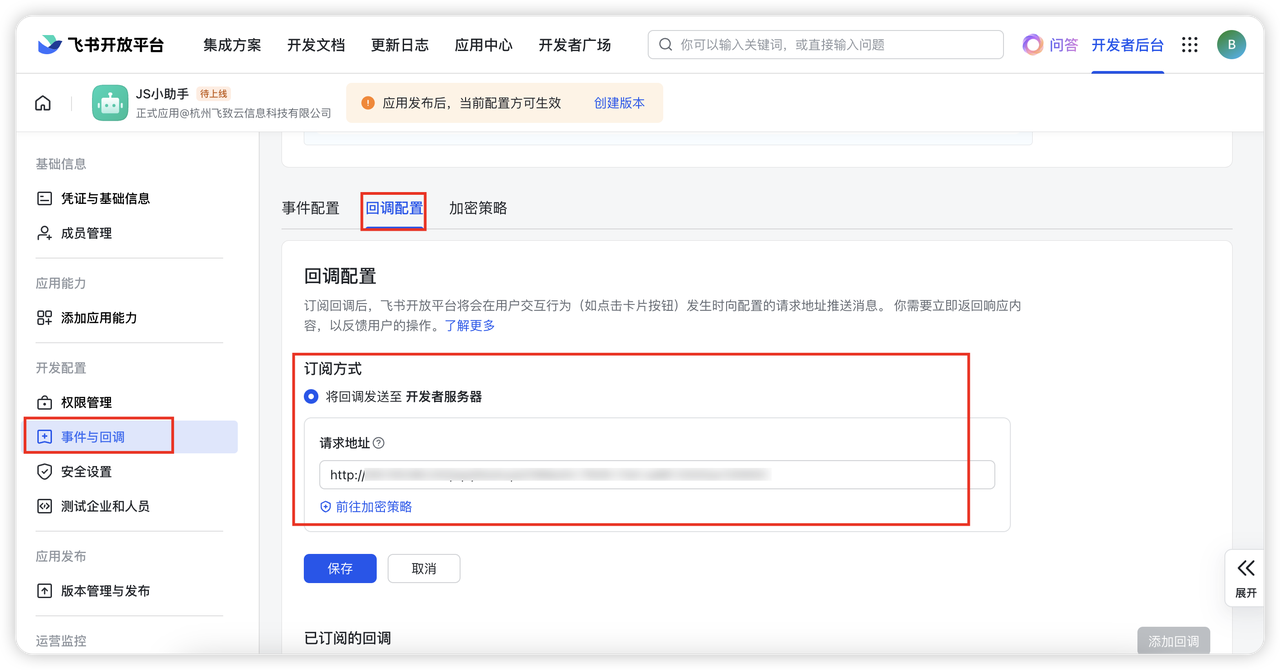 飞书开放平台
集成方案 开发文档 更新日志 应用中心 开发者广场
你可以输入关键词，或直接输入问题
问答 开发者后台
B
JS小助手 待上线
正式应用@杭州飞致云信息科技有限公司
应用发布后，当前配置方可生效 创建版本
基础信息
凭证与基础信息
成员管理
应用能力
添加应用能力
开发配置
权限管理
事件与回调
安全设置
测试企业和人员
应用发布
版本管理与发布
运营监控
事件配置 回调配置 加密策略
回调配置
订阅回调后，飞书开放平台将会在用户交互行为（如点击卡片按钮）发生时向配置的请求地址推送消息。 你需要立即返回响应内
容，以反馈用户的操作。了解更多
订阅方式
将回调发送至 开发者服务器
请求地址
http://
前往加密策略
保存 取消
已订阅的回调
添加回调
展开